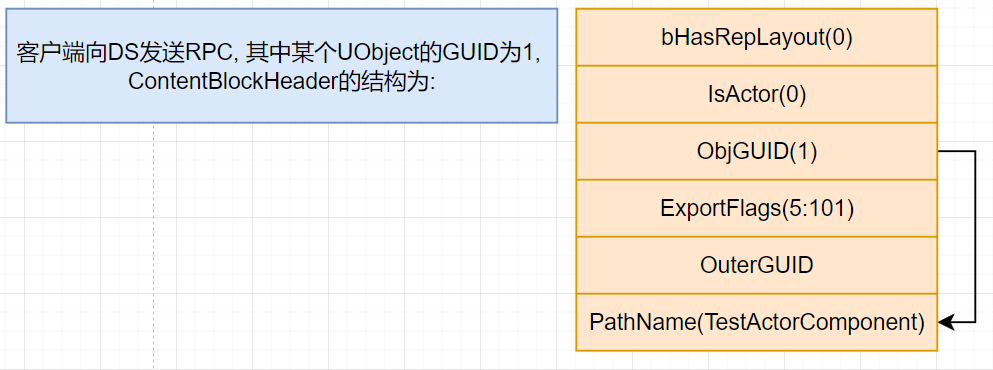 客户端向DS发送RPC, 其中某个UObject的GUID为1,
ContentBlockHeader的结构为:
bHasRepLayout(0)
IsActor(0)
ObjGUID(1)
ExportFlags(5:101)
OuterGUID
PathName(TestActorComponent)